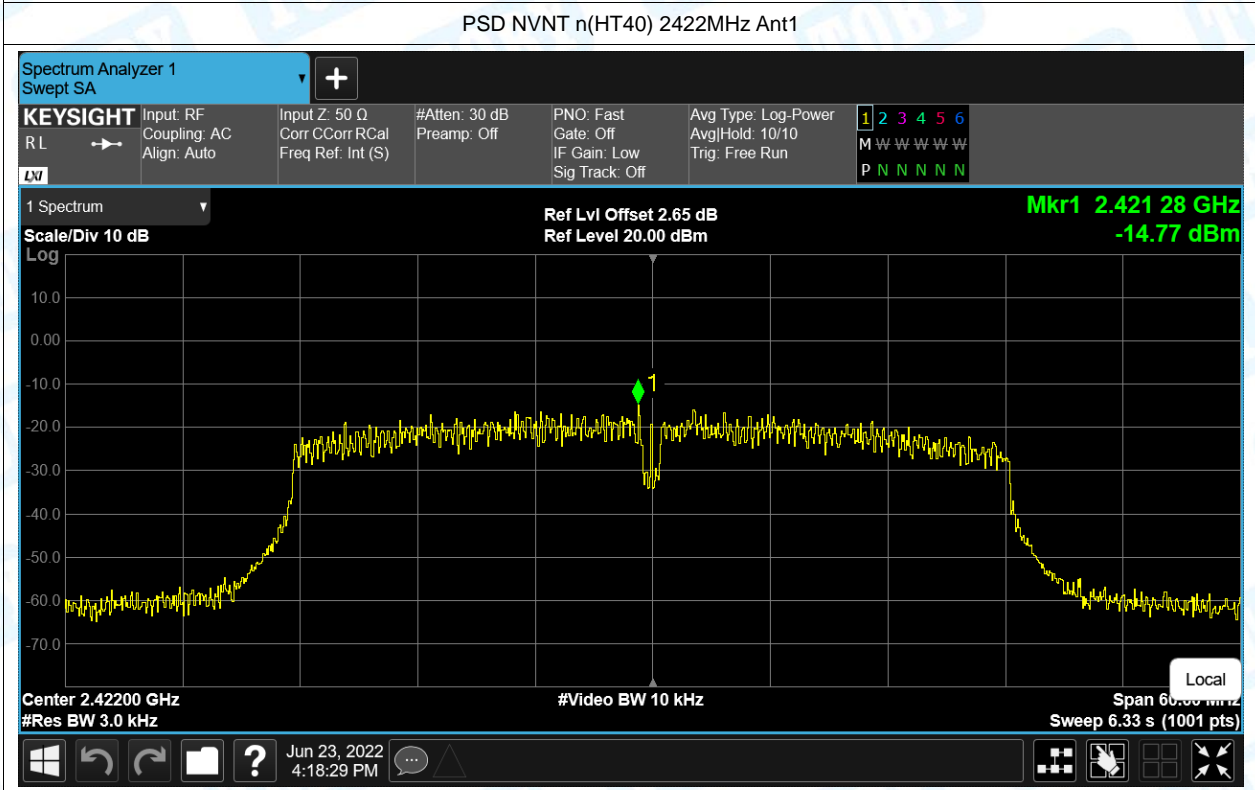 PSD NVNT n(HT40) 2422MHz Ant1
Spectrum Analyzer 1
Swept SA
KEYSIGHT
R L
LXI
Input: RF
Coupling: AC
Align: Auto
Input Z: 50 Ω
Corr CCorr RCal
Freq Ref: Int (S)
#Atten: 30 dB
Preamp: Off
PNO: Fast
Gate: Off
IF Gain: Low
Sig Track: Off
Avg Type: Log-Power
Avg|Hold: 10/10
Trig: Free Run
1 2 3 4 5 6
M W W W W W
P N N N N N
1 Spectrum
Scale/Div 10 dB
Log
Ref Lvl Offset 2.65 dB
Ref Level 20.00 dBm
Mkr1 2.421 28 GHz
-14.77 dBm
10.0
0.00
-10.0
1
-20.0
-30.0
-40.0
-50.0
-60.0
-70.0
Local
Center 2.42200 GHz
#Video BW 10 kHz
Span 60.00 MHz
#Res BW 3.0 kHz
Sweep 6.33 s (1001 pts)
?
Jun 23, 2022
4:18:29 PM